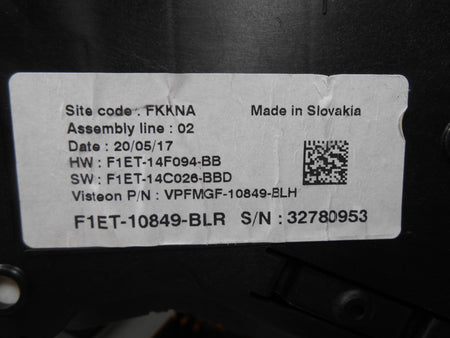 Site code : FKKNA Made in Slovakia
Assembly line : 02
Date : 20/05/17
HW : F1ET-14F094-BB
SW : F1ET-14C026-BBD
Visteon P/N : VPFMGF-10849-BLH
F1ET-10849-BLR S/N : 32780953